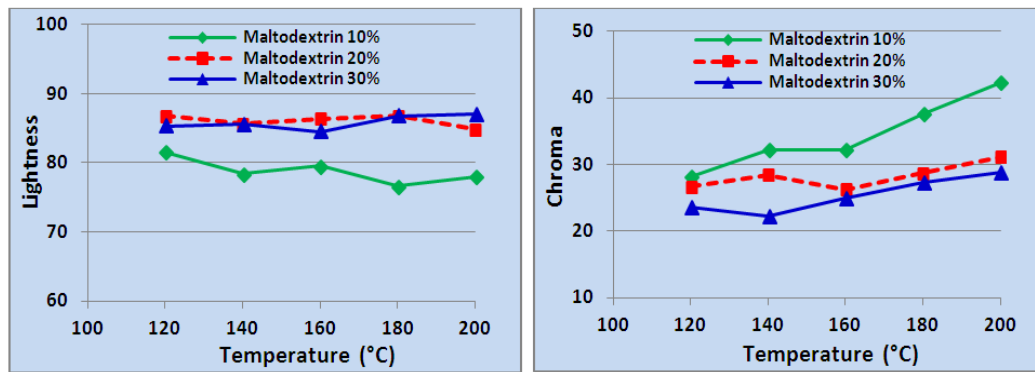 100
90
80
70
60
Lightness
Maltodextrin 10%
Maltodextrin 20%
Maltodextrin 30%
100 120 140 160 180 200
Temperature (°C)
50
40
30
20
10
Chroma
Maltodextrin 10%
Maltodextrin 20%
Maltodextrin 30%
100 120 140 160 180 200
Temperature (°C)